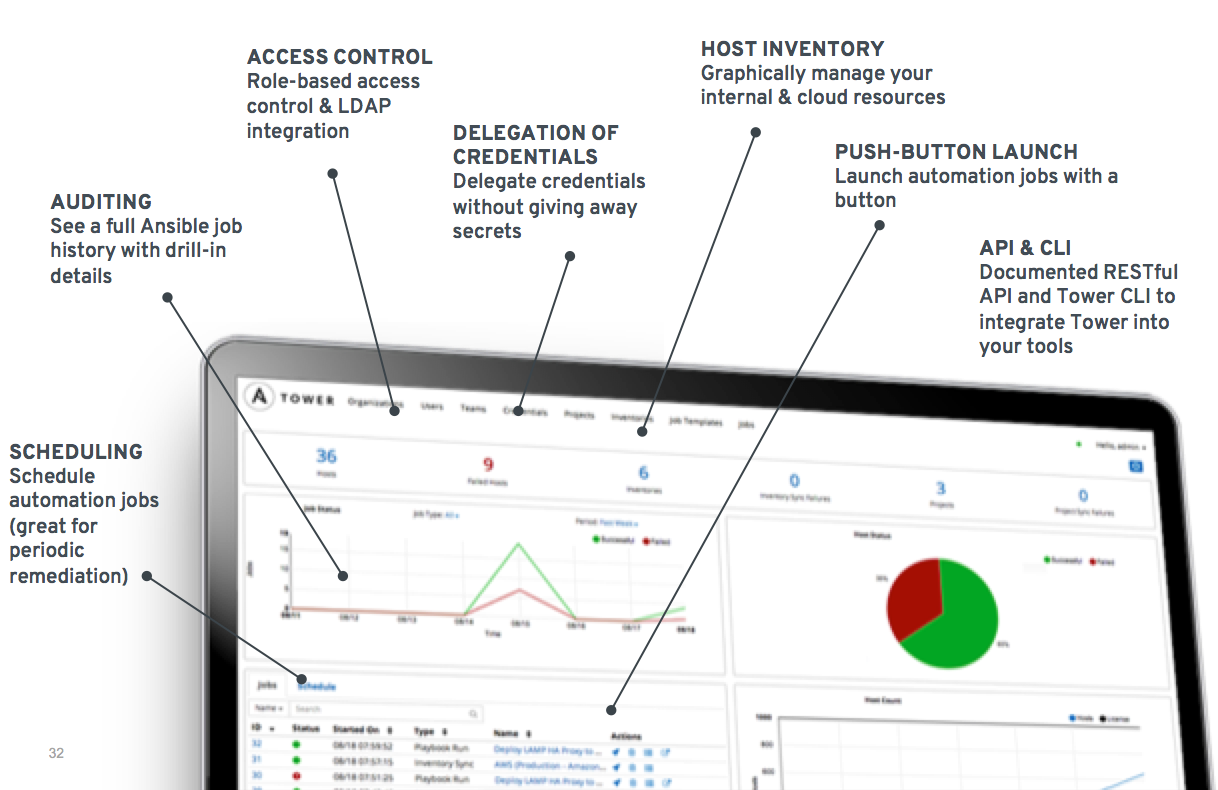 ACCESS CONTROL
Role-based access
control & LDAP
integration
HOST INVENTORY
Graphically manage your
internal & cloud resources
DELEGATION OF
CREDENTIALS
Delegate credentials
without giving away
secrets
PUSH-BUTTON LAUNCH
Launch automation jobs with a
button
AUDITING
See a full Ansible job
history with drill-in
details
API & CLI
Documented RESTful
API and Tower CLI to
integrate Tower into
your tools
SCHEDULING
Schedule
automation jobs
(great for
periodic
remediation)
A TOWER Organizations Users Teams Credentials Projects Inventories Job Templates Jobs
Hello, admin
36 9 6 0 3 0
Hosts Failed Hosts Inventories Inventory Sync Failures Projects Project Sync Failures
Job Status Job Type: All Period: Past Week
Successful Failed
Jobs
08/11 08/12 08/13 08/14 08/15 08/16 08/17 08/18
Time
Host Status
Successful Failed
Jobs Schedule
Name Search
ID Status Started On Type Name Actions
32 08/18 07:59:52 Playbook Run Deploy LAMP HA Proxy to ...
31 08/18 07:57:15 Inventory Sync AWS (Production - Amazon...
30 08/18 07:51:25 Playbook Run Deploy LAMP HA Proxy to ...
Host Count
Hosts License
1000
800
600
32